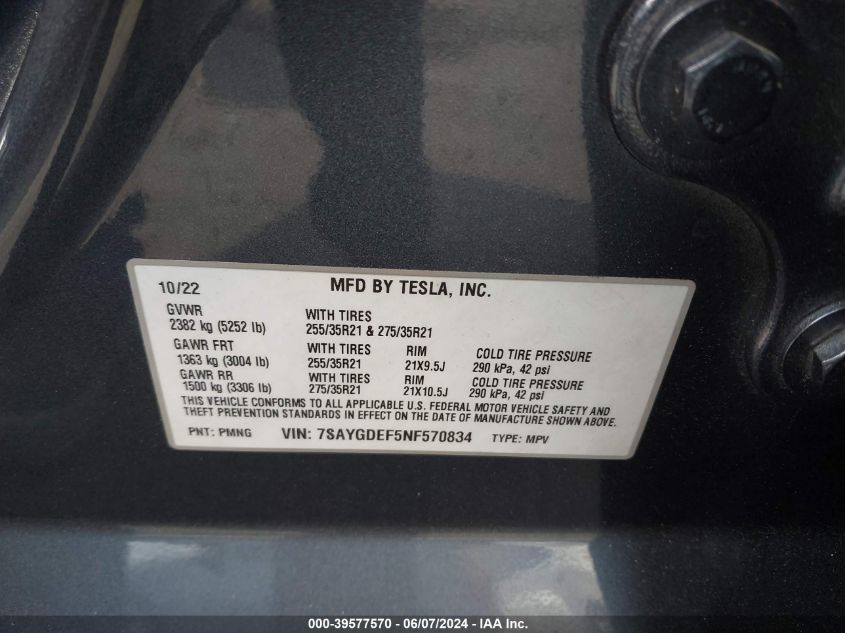 10/22 MFD BY TESLA, INC.
GVWR
2382 kg (5252 lb)
WITH TIRES
255/35R21 & 275/35R21
GAWR FRT WITH TIRES RIM COLD TIRE PRESSURE
1363 kg (3004 lb) 255/35R21 21X9.5J 290 kPa, 42 psi
GAWR RR WITH TIRES RIM COLD TIRE PRESSURE
1500 kg (3306 lb) 275/35R21 21X10.5J 290 kPa, 42 psi
THIS VEHICLE CONFORMS TO ALL APPLICABLE U.S. FEDERAL MOTOR VEHICLE SAFETY AND
THEFT PREVENTION STANDARDS IN EFFECT ON THE DATE OF MANUFACTURE SHOWN ABOVE.
PNT: PMNG VIN: 7SAYGDEF5NF570834 TYPE: MPV
000-39577570 - 06/07/2024 - IAA Inc.